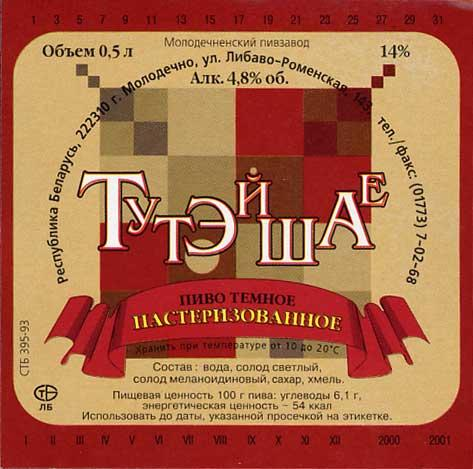 1 3 5 7 9 11 13 15 17 19 21 23 25 27 29 31
Молодечненский пивзавод
Объем 0,5 л
14%
Алк. 4,8% об.
Республика Беларусь, 222310 г. Молодечно, ул. Либаво-Роменская, 143, тел./факс: (01773) 7-02-68
ТУТЭЙШАЕ
ПИВО ТЕМНОЕ
ПАСТЕРИЗОВАННОЕ
Хранить при температуре от 10 до 20°С
СТБ 395-93
Состав: вода, солод светлый,
солод меланоидиновый, сахар, хмель.
Пищевая ценность 100 г пива: углеводы 6,1 г,
энергетическая ценность – 54 ккал
Использовать до даты, указанной просечкой на этикетке.
ЛБ
I II III IV V VI VII VIII IX X XI XII 2000 2001